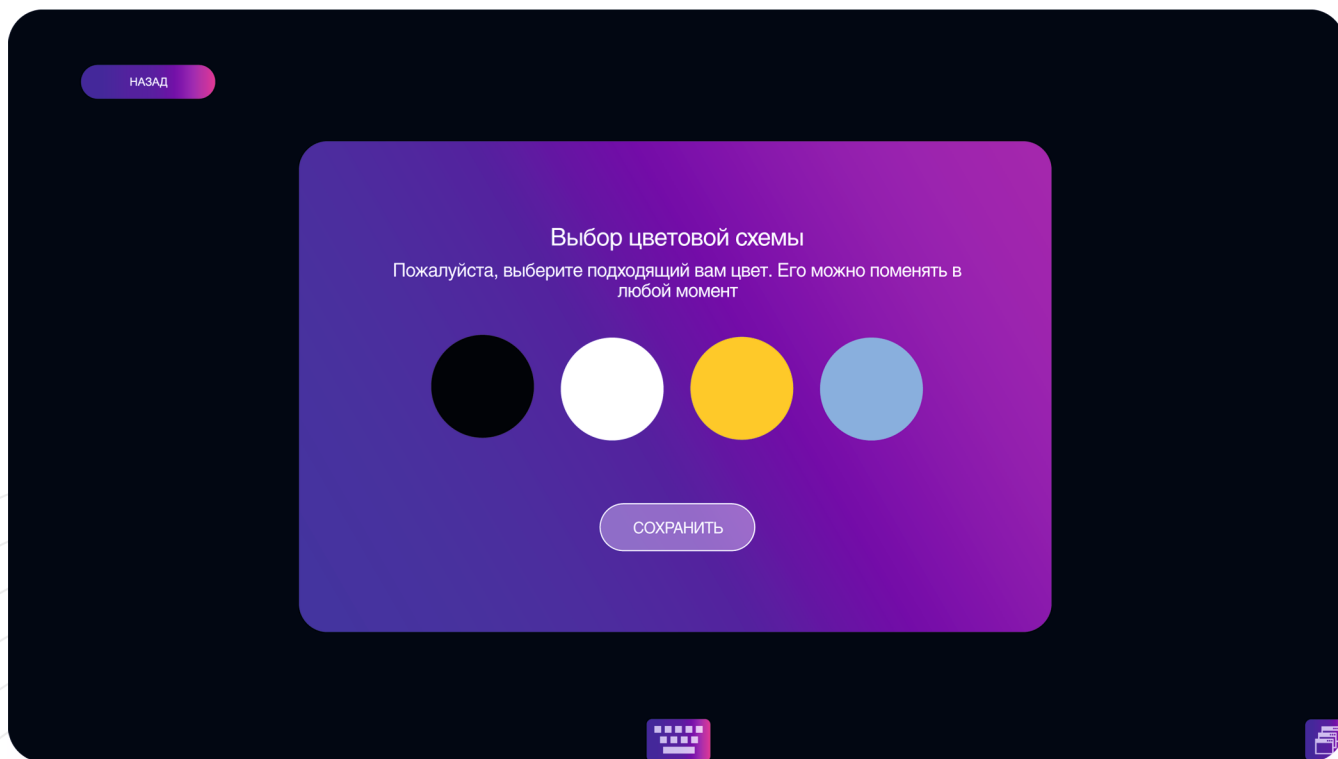 НАЗАД
Выбор цветовой схемы
Пожалуйста, выберите подходящий вам цвет. Его можно поменять в
любой момент
СОХРАНИТЬ